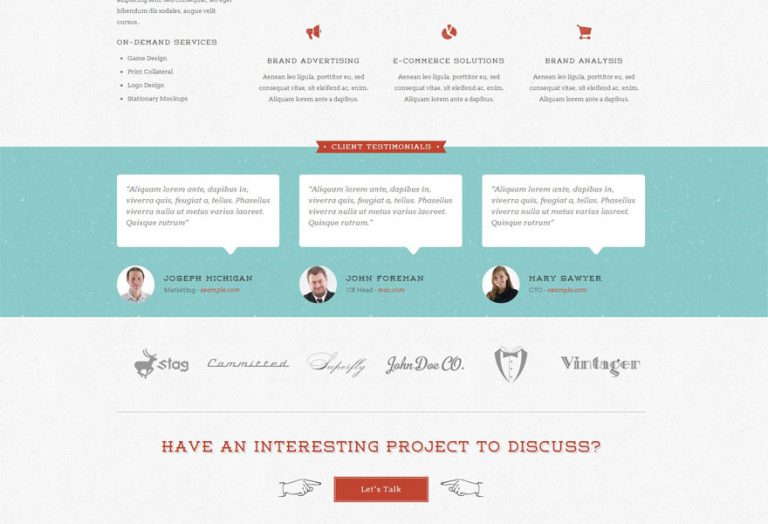 adipiscing sem sed consequat, leo eget
bibendum dis sodales, augue velit
cursus .
ON-DEMAND SERVICES
Game Design
Print Collateral
Logo Design
Stationary Mockups
BRAND ADVERTISING
Aenean leo ligula, porttitor eu, sed
consequat vitae, sit eleifend ac, enim.
Aliquam lorem ante a dapibus.
E-COMMERCE SOLUTIONS
Aenean leo ligula, porttitor eu, sed
consequat vitae, sit eleifend ac, enim.
Aliquam lorem ante a dapibus.
BRAND ANALYSIS
Aenean leo ligula, porttitor eu, sed
consequat vitae, sit eleifend ac, enim.
Aliquam lorem ante a dapibus.
• CLIENT TESTIMONIALS •
"Aliquam lorem ante, dapibus in,
viverra quis, feugiat a, tellus. Phasellus
viverra nulla ut metus varius laoreet.
Quisque rutrum"
JOSEPH MICHIGAN
Marketing - example.com
"Aliquam lorem ante, dapibus in,
viverra quis, feugiat a, tellus. Phasellus
viverra nulla ut metus varius laoreet.
Quisque rutrum."
JOHN FOREMAN
UX Head - moc.com
"Aliquam lorem ante, dapibus in,
viverra quis, feugiat a, tellus. Phasellus
viverra nulla ut metus varius laoreet.
Quisque rutrum"
MARY SAWYER
CTO - example.com
stag
Committed
Superfly
John Doe CO.
Vintager
HAVE AN INTERESTING PROJECT TO DISCUSS?
Let's Talk